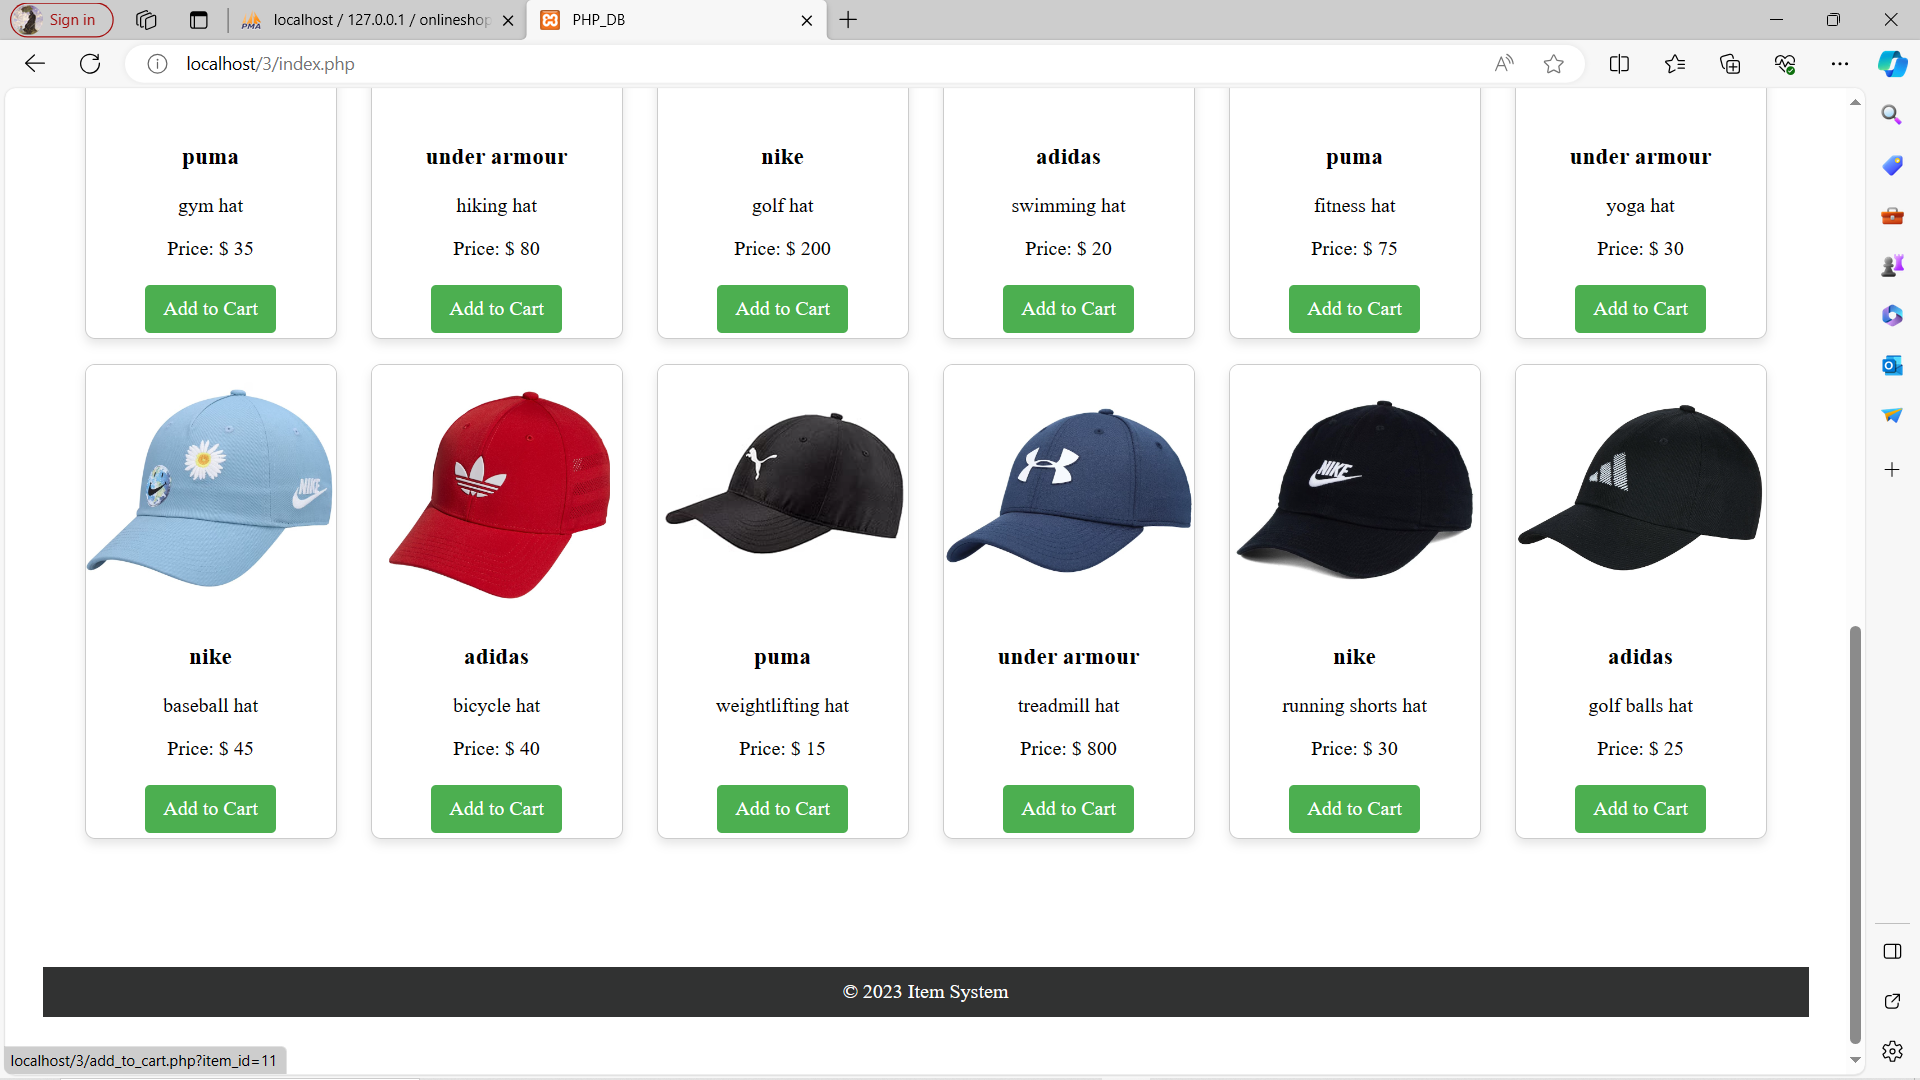 Sign in
PMA
localhost / 127.0.0.1 / onlineshop
PHP_DB
localhost/3/index.php
puma
under armour
nike
adidas
puma
under armour
gym hat
hiking hat
golf hat
swimming hat
fitness hat
yoga hat
Price: $ 35
Price: $ 80
Price: $ 200
Price: $ 20
Price: $ 75
Price: $ 30
Add to Cart
Add to Cart
Add to Cart
Add to Cart
Add to Cart
Add to Cart
NIKE
NIKE
nike
adidas
puma
under armour
nike
adidas
baseball hat
bicycle hat
weightlifting hat
treadmill hat
running shorts hat
golf balls hat
Price: $ 45
Price: $ 40
Price: $ 15
Price: $ 800
Price: $ 30
Price: $ 25
Add to Cart
Add to Cart
Add to Cart
Add to Cart
Add to Cart
Add to Cart
© 2023 Item System
localhost/3/add_to_cart.php?item_id=11